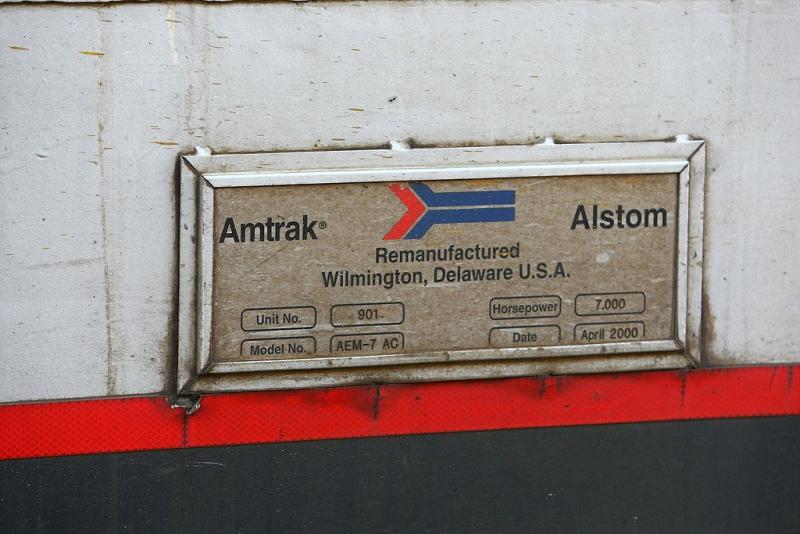 Amtrak® Alstom
Remanufactured
Wilmington, Delaware U.S.A.
Unit No. 901 Horsepower 7.000
Model No. AEM-7 AC Date April 2000